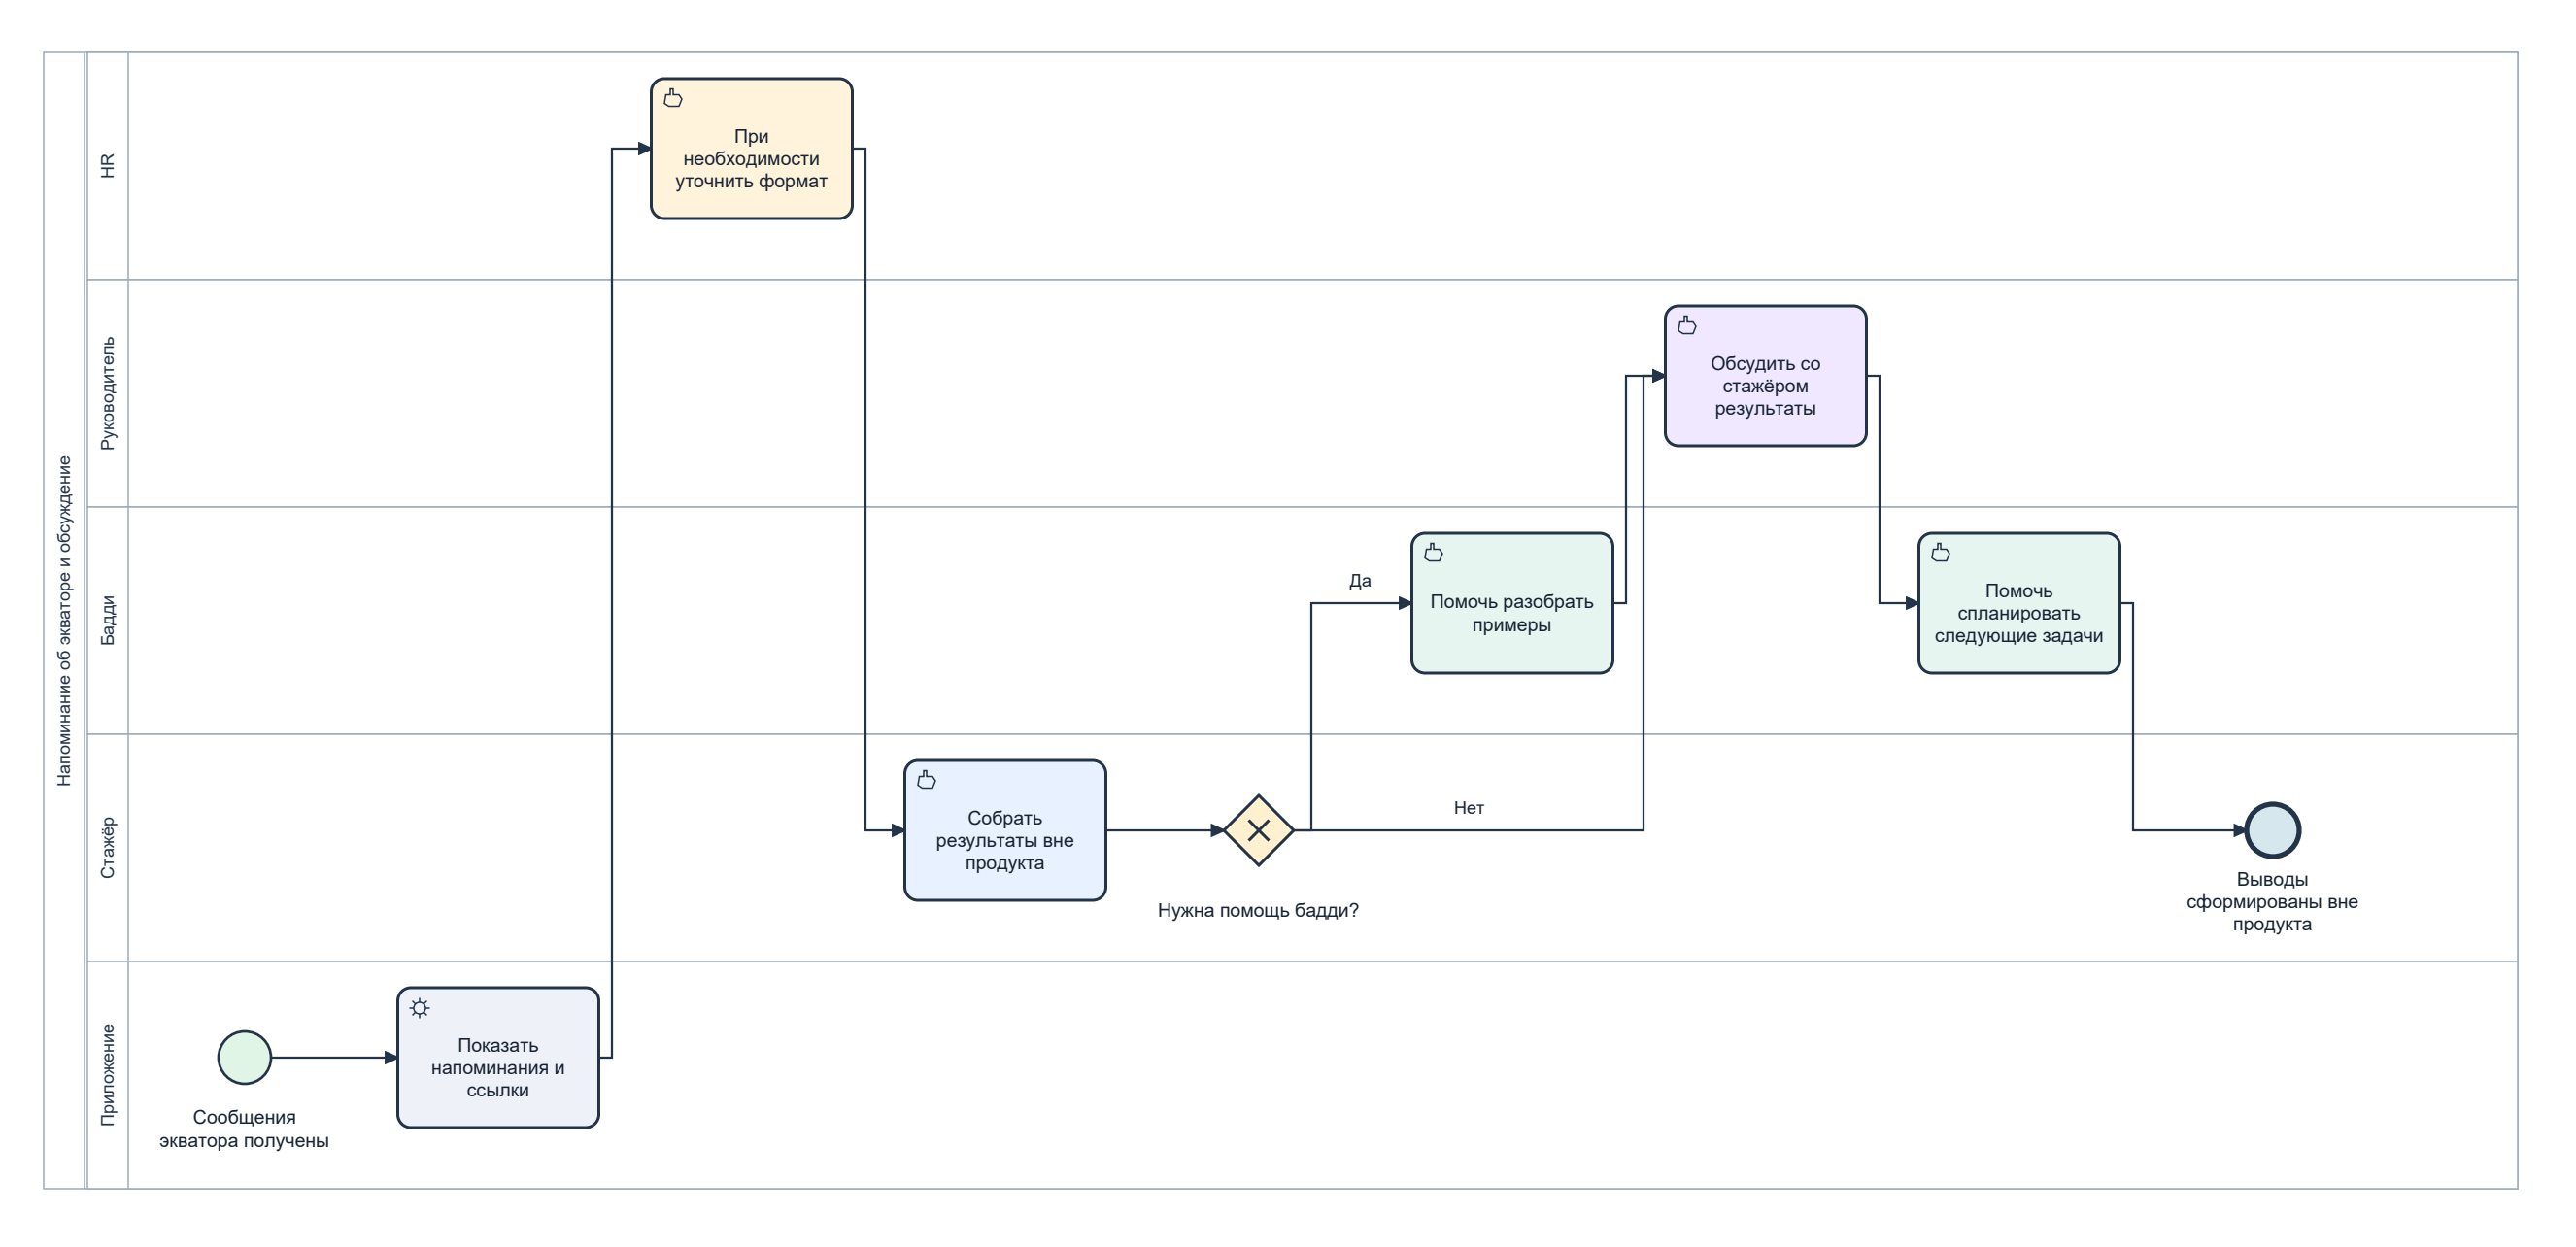 Напоминание об экваторе и обсуждение
HR
При
необходимости
уточнить формат
Руководитель
Обсудить со
стажёром
результаты
Бадди
Да
Помочь разобрать
примеры
Помочь
спланировать
следующие задачи
Стажёр
Собрать
результаты вне
продукта
Нужна помощь бадди?
Нет
Выводы
сформированы вне
продукта
Приложение
Сообщения
экватора получены
Показать
напоминания и
ссылки